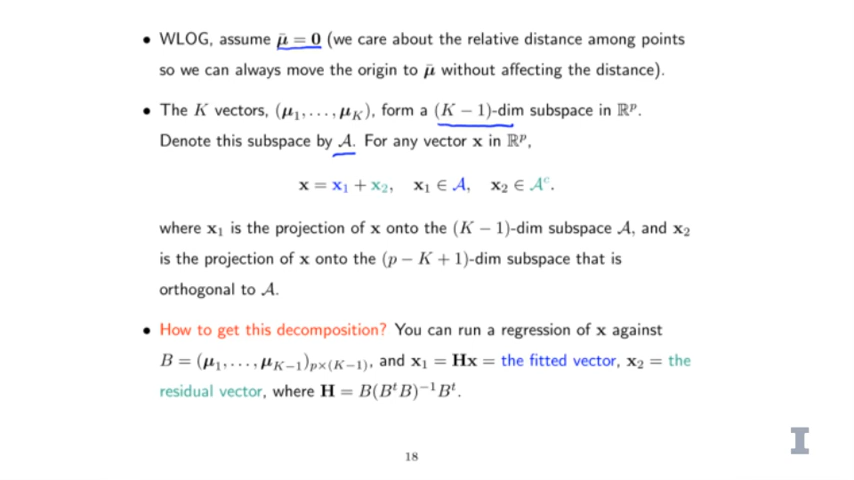 • WLOG, assume μ̄ = 0 (we care about the relative distance among points
so we can always move the origin to μ̄ without affecting the distance).
• The K vectors, (μ₁, . . . , μ_K), form a (K − 1)-dim subspace in ℝᵖ.
Denote this subspace by 𝒜. For any vector x in ℝᵖ,
x = x₁ + x₂, x₁ ∈ 𝒜, x₂ ∈ 𝒜ᶜ.
where x₁ is the projection of x onto the (K − 1)-dim subspace 𝒜, and x₂
is the projection of x onto the (p − K + 1)-dim subspace that is
orthogonal to 𝒜.
• How to get this decomposition? You can run a regression of x against
B = (μ₁, . . . , μ_{K−1})_{p×(K−1)}, and x₁ = Hx = the fitted vector, x₂ = the
residual vector, where H = B(BᵗB)⁻¹Bᵗ.
18
I